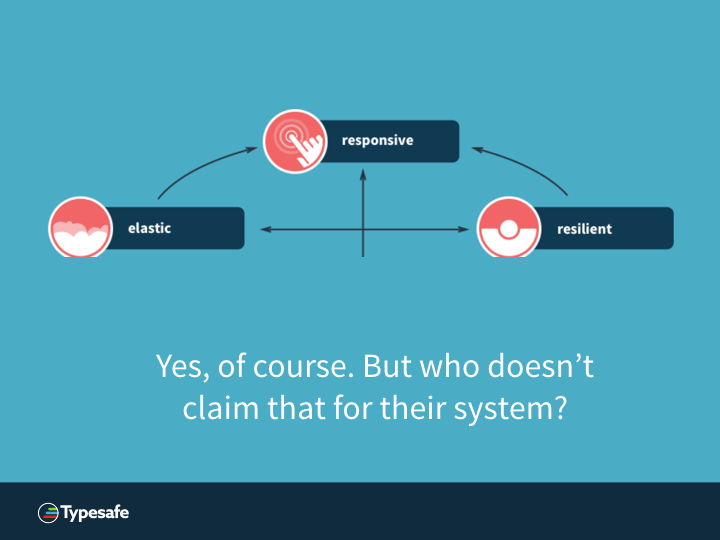 responsive
elastic
resilient
Yes, of course. But who doesn’t
claim that for their system?
Typesafe